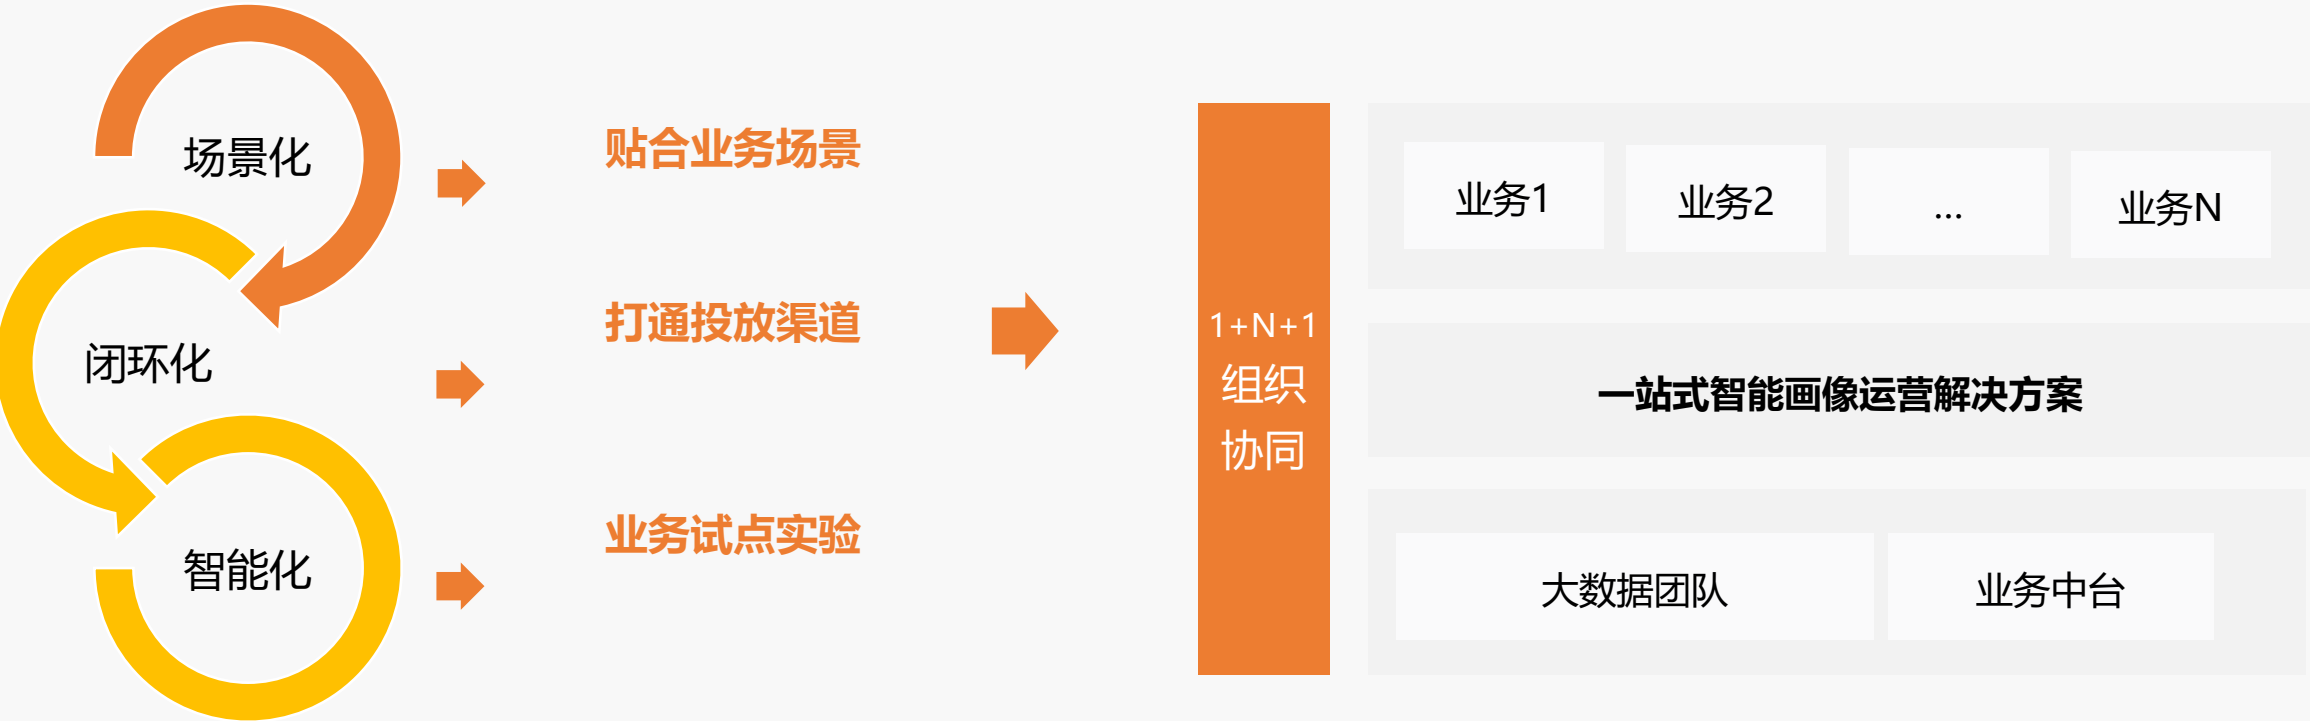 场景化
贴合业务场景
闭环化
打通投放渠道
智能化
业务试点实验
1+N+1
组织
协同
业务1
业务2
...
业务N
一站式智能画像运营解决方案
大数据团队
业务中台